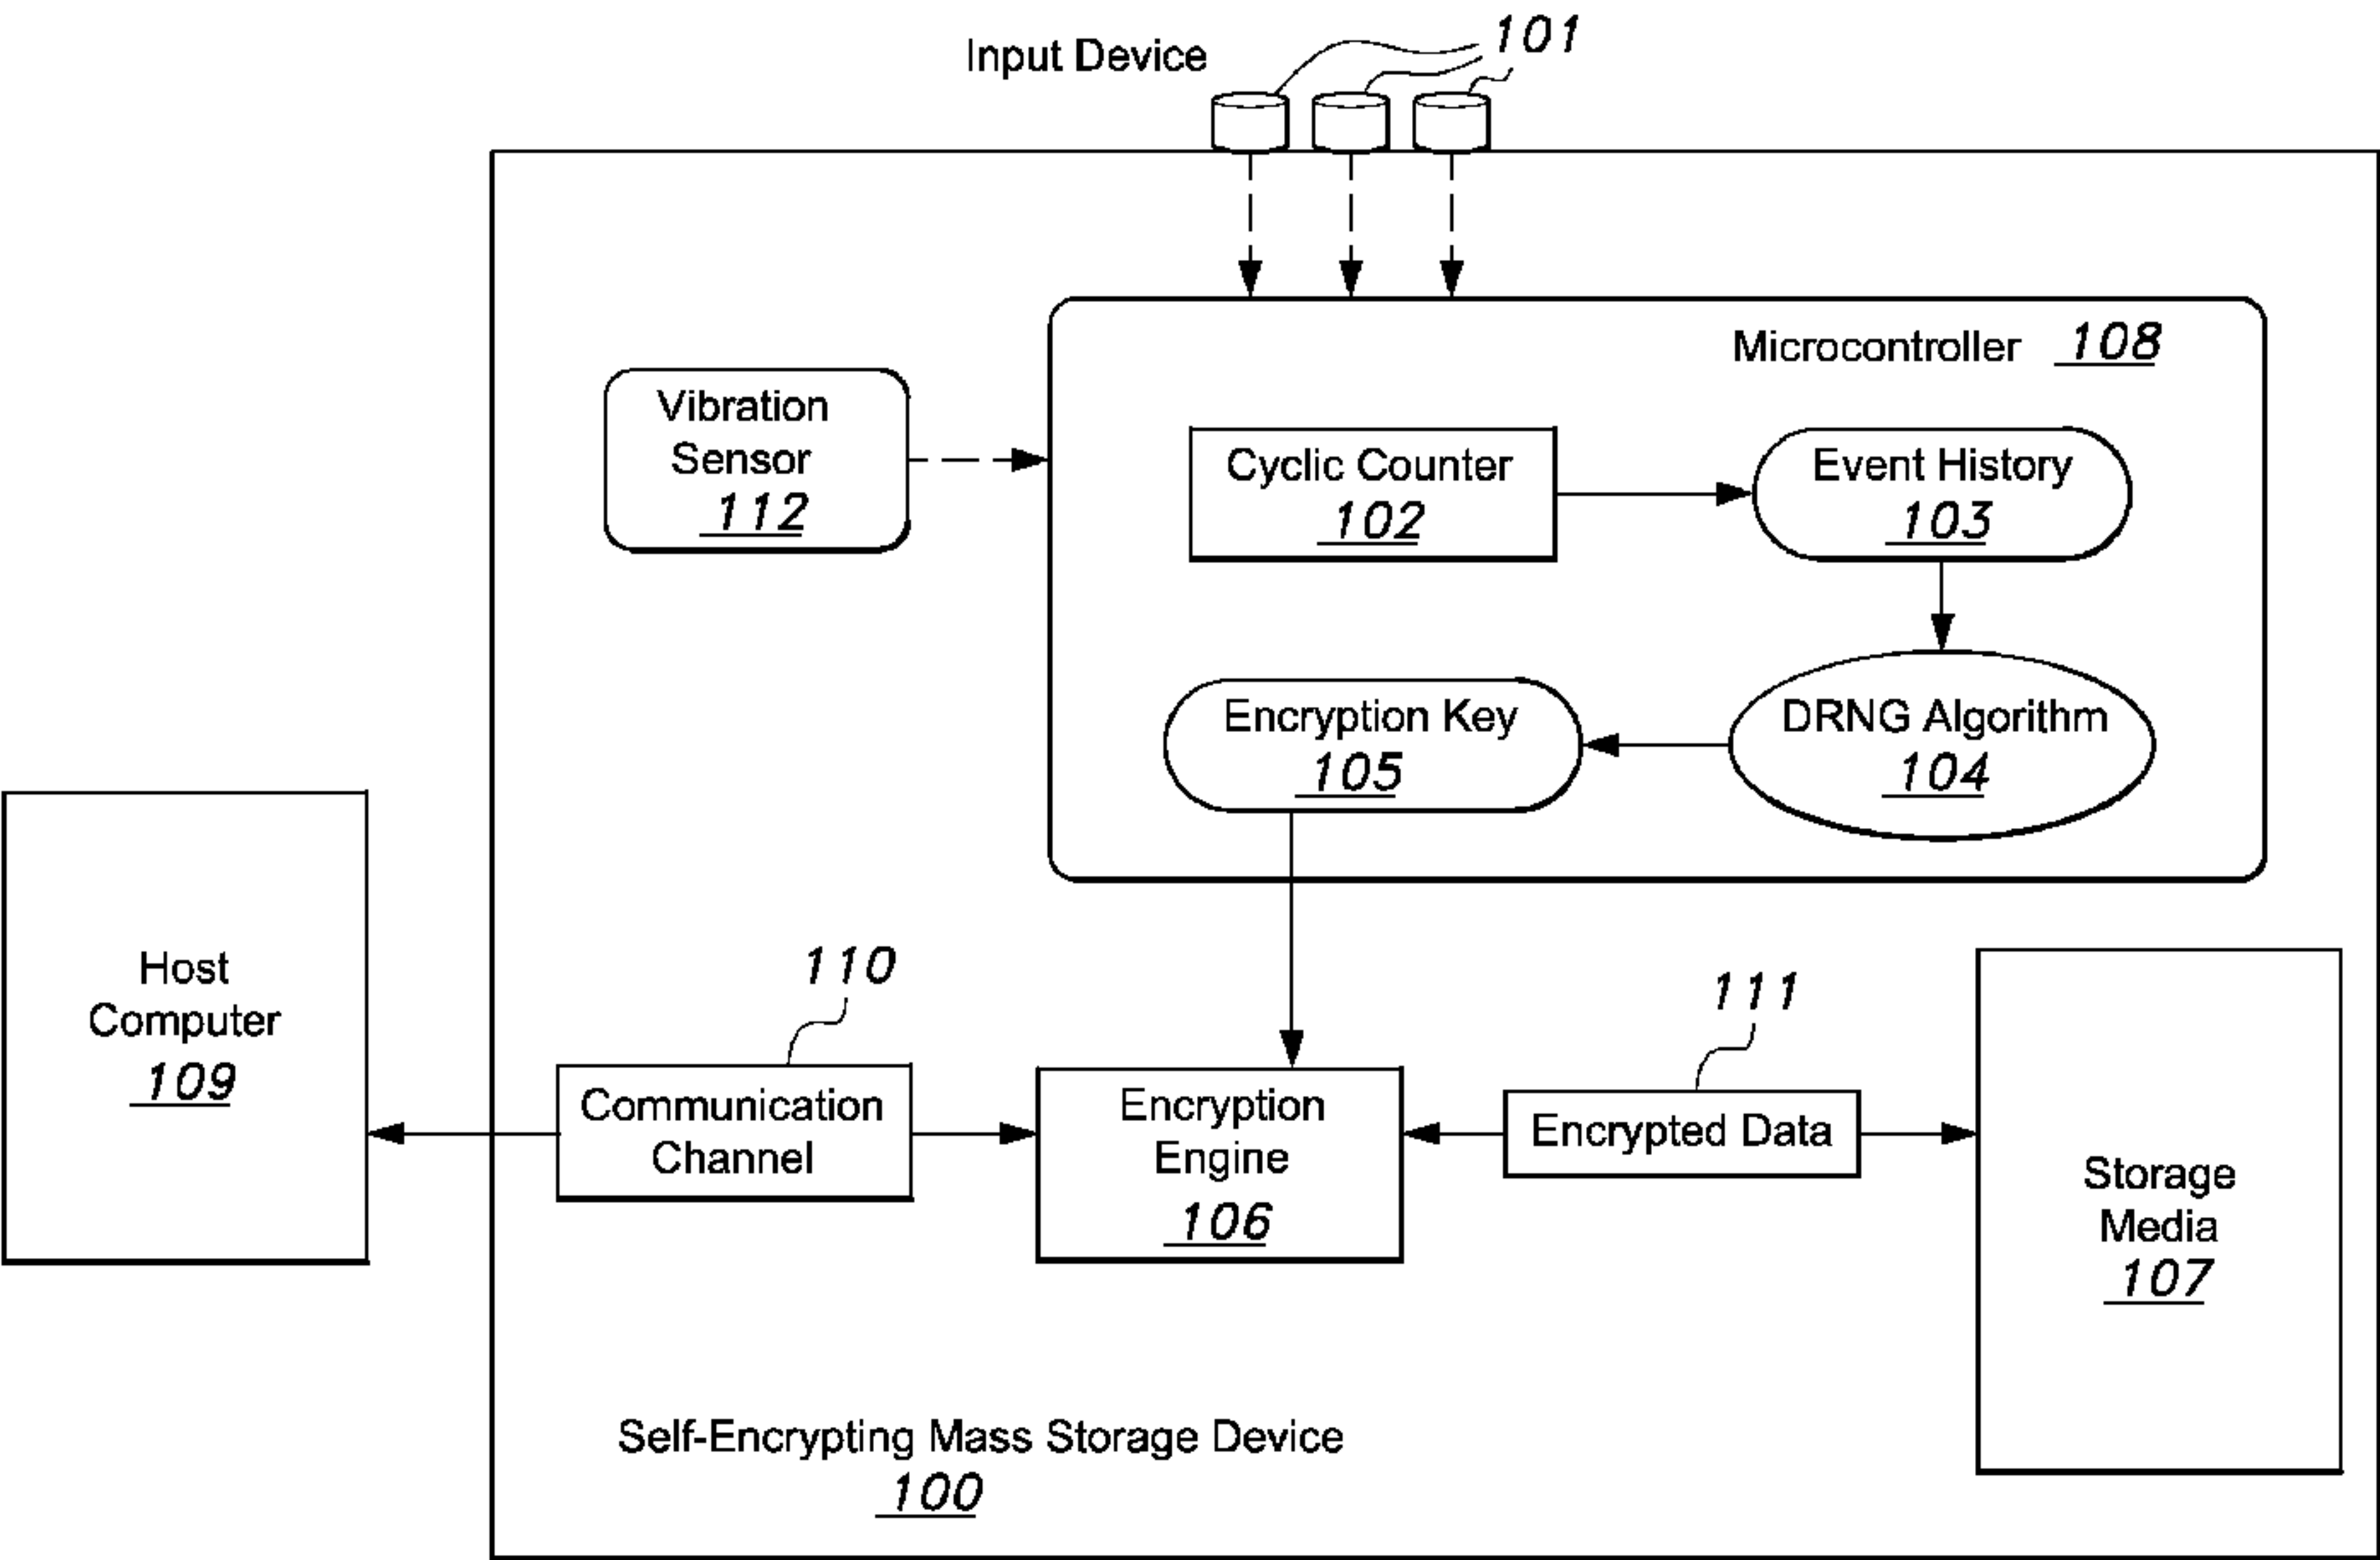 Input Device
101
Microcontroller 108
Vibration
Sensor
112
Cyclic Counter
102
Event History
103
Encryption Key
105
DRNG Algorithm
104
Host
Computer
109
110
Communication
Channel
Encryption
Engine
106
111
Encrypted Data
Storage
Media
107
Self-Encrypting Mass Storage Device
100